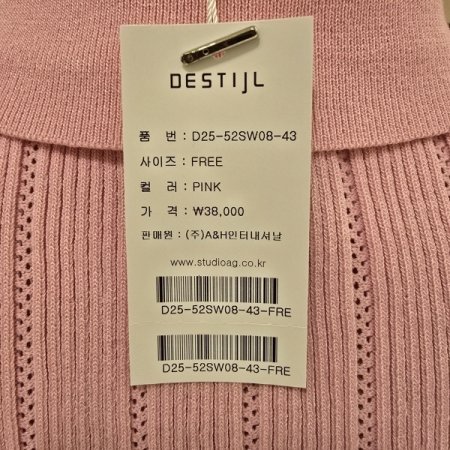 DESTIJL
품 번 : D25-52SW08-43
사이즈 : FREE
컬 러 : PINK
가 격 : ₩38,000
판매원 : (주)A&H인터내셔날
www.studioag.co.kr
D25-52SW08-43-FRE
D25-52SW08-43-FRE